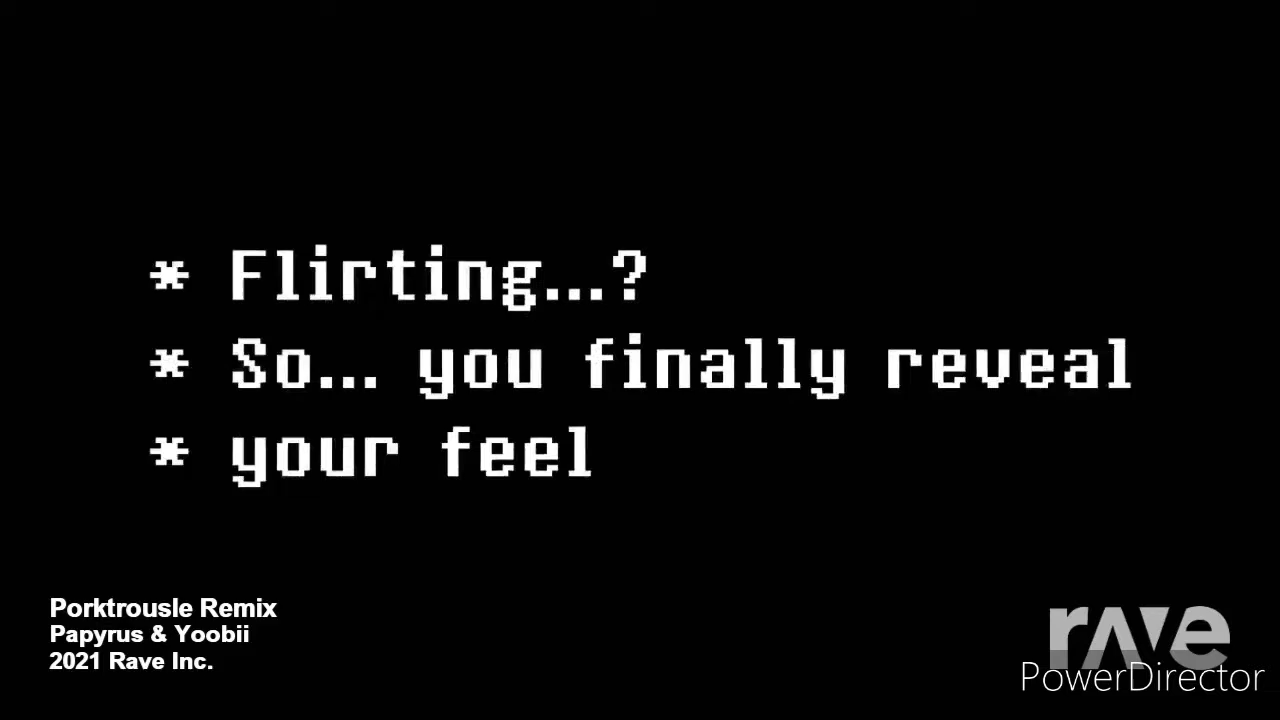 * Flirting...?
* So... you finally reveal
* your feel
Porktrousle Remix
Papyrus & Yoobii
2021 Rave Inc.
rave
PowerDirector